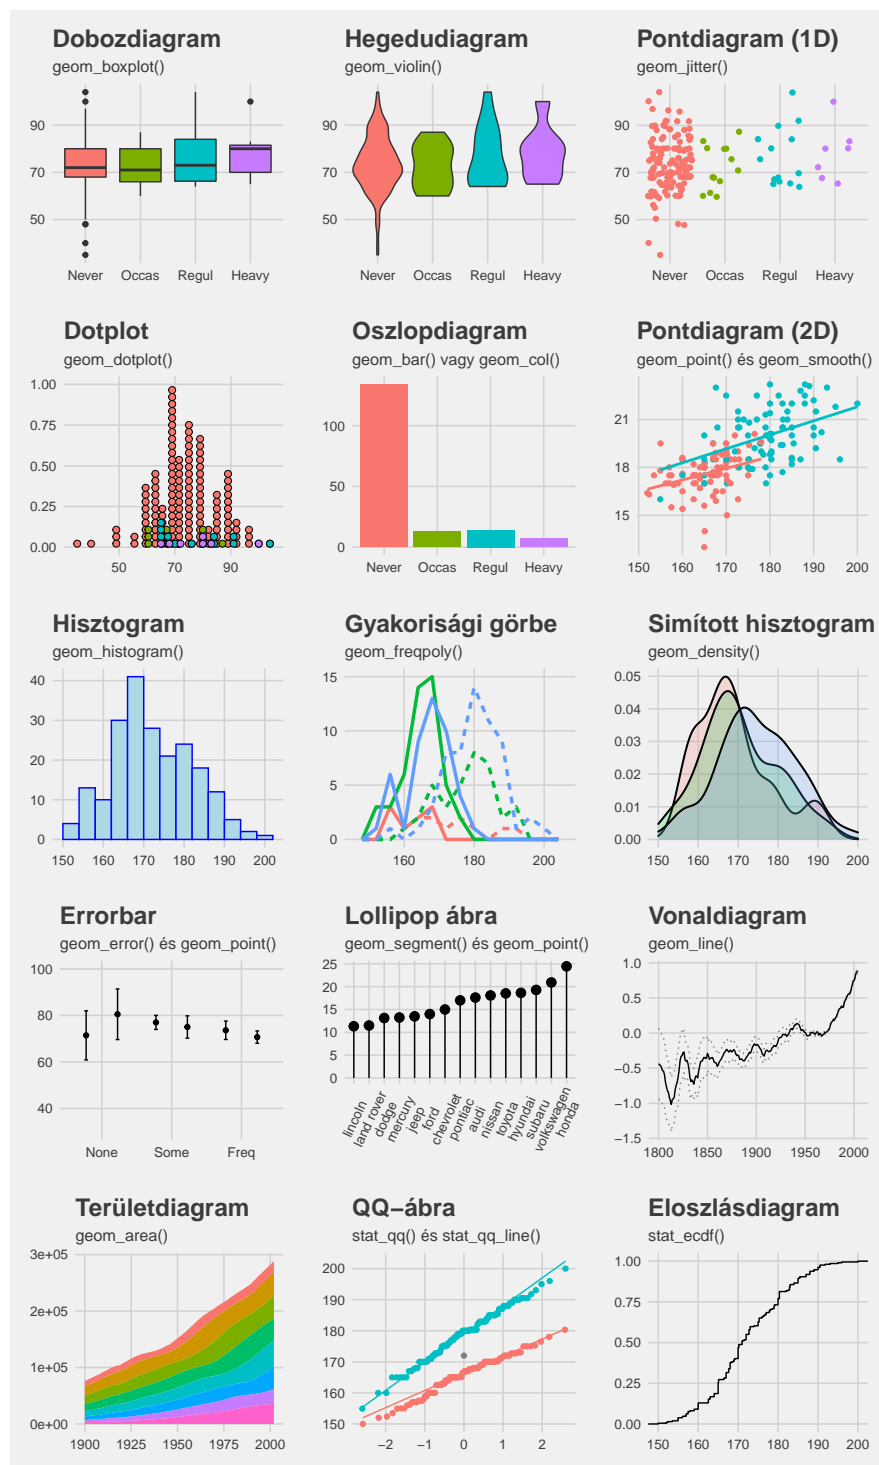 Dobozdiagram
geom_boxplot()
90
70
50
Never Occas Regul Heavy
Hegedudiagram
geom_violin()
90
70
50
Never Occas Regul Heavy
Pontdiagram (1D)
geom_jitter()
90
70
50
Never Occas Regul Heavy
Dotplot
geom_dotplot()
1.00
0.75
0.50
0.25
0.00
50 70 90
Oszlopdiagram
geom_bar() vagy geom_col()
100
50
0
Never Occas Regul Heavy
Pontdiagram (2D)
geom_point() és geom_smooth()
21
18
15
150 160 170 180 190 200
Hisztogram
geom_histogram()
40
30
20
10
0
150 160 170 180 190 200
Gyakorisági görbe
geom_freqpoly()
15
10
5
0
160 180 200
Simított hisztogram
geom_density()
0.05
0.04
0.03
0.02
0.01
0.00
150 160 170 180 190 200
Errorbar
geom_error() és geom_point()
100
80
60
40
None Some Freq
Lollipop ábra
geom_segment() és geom_point()
25
20
15
10
5
0
lincoln
land rover
dodge
mercury
jeep
ford
chevrolet
pontiac
audi
nissan
toyota
hyundai
subaru
volkswagen
honda
Vonaldiagram
geom_line()
1.0
0.5
0.0
−0.5
−1.0
−1.5
1800 1850 1900 1950 2000
Területdiagram
geom_area()
3e+05
2e+05
1e+05
0e+00
1900 1925 1950 1975 2000
QQ−ábra
stat_qq() és stat_qq_line()
200
190
180
170
160
150
−2 −1 0 1 2
Eloszlásdiagram
stat_ecdf()
1.00
0.75
0.50
0.25
0.00
150 160 170 180 190 200